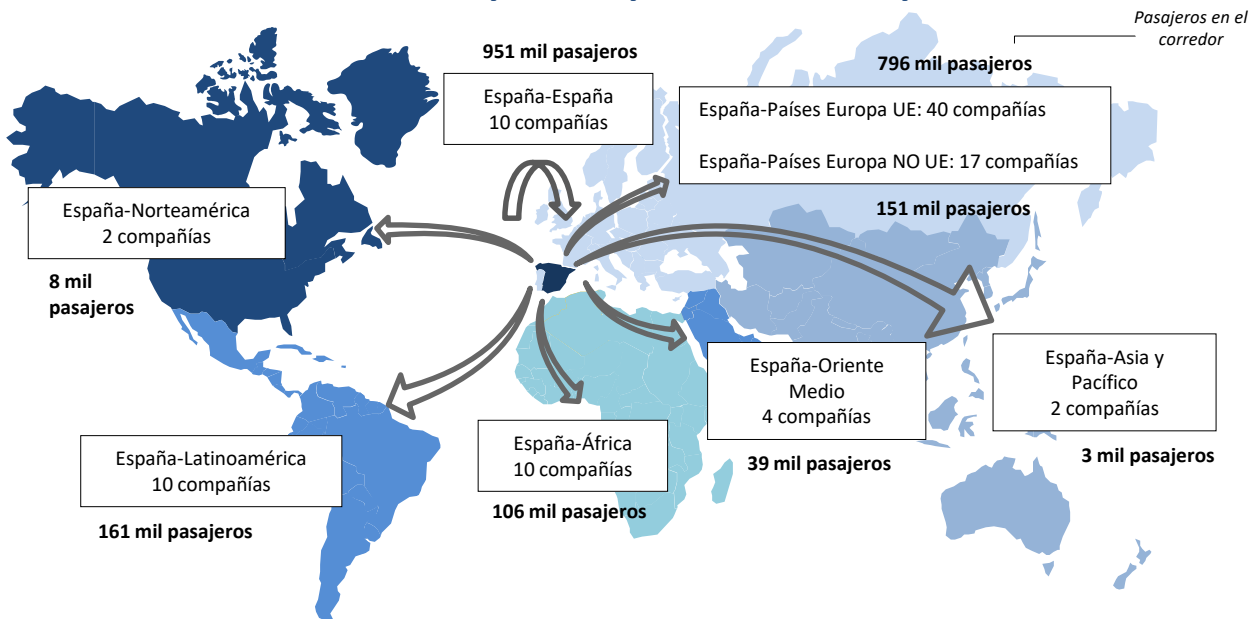 Pasajeros en el
corredor
951 mil pasajeros
796 mil pasajeros
España-España
10 compañías
España-Países Europa UE: 40 compañías
España-Países Europa NO UE: 17 compañías
151 mil pasajeros
España-Norteamérica
2 compañías
8 mil
pasajeros
España-Oriente
Medio
4 compañías
39 mil pasajeros
España-Asia y
Pacífico
2 compañías
3 mil pasajeros
España-África
10 compañías
106 mil pasajeros
España-Latinoamérica
10 compañías
161 mil pasajeros